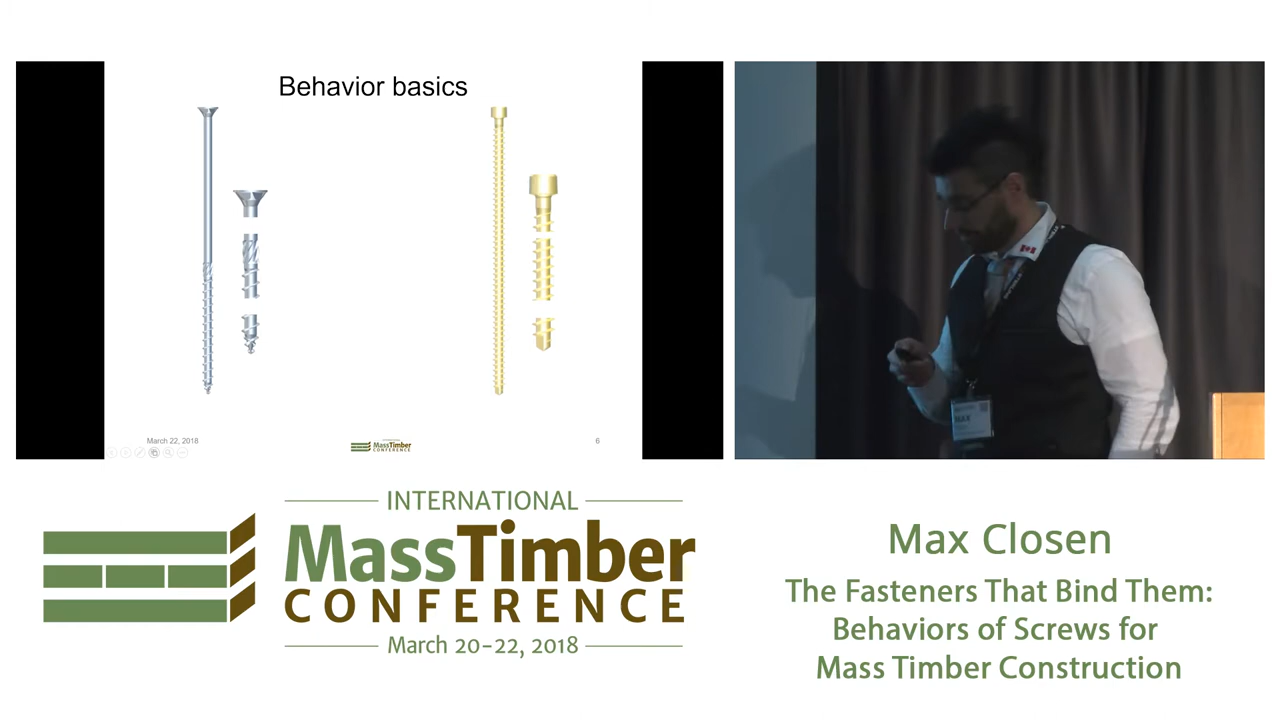 Behavior basics
March 22, 2018
MassTimber
CONFERENCE
6
MAX
INTERNATIONAL
MassTimber
CONFERENCE
March 20–22, 2018
Max Closen
The Fasteners That Bind Them:
Behaviors of Screws for
Mass Timber Construction